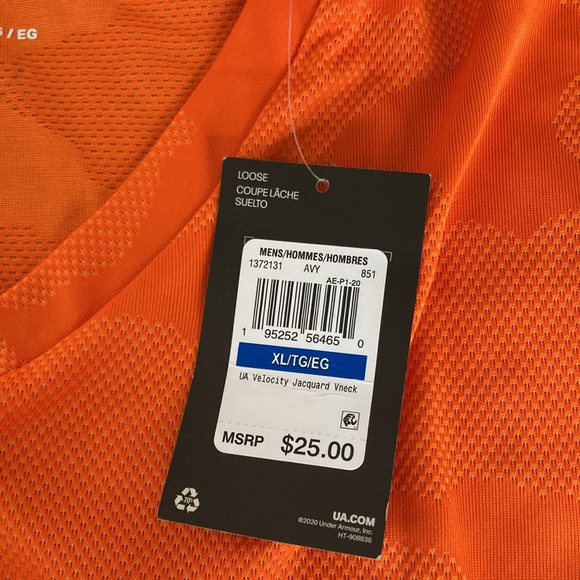 / EG
LOOSE
COUPE LÂCHE
SUELTO
MENS/HOMMES/HOMBRES
1372131 AVY 851
AE-P1-20
1 95252 56465 0
XL/TG/EG
UA Velocity Jacquard Vneck
MSRP $25.00
70%
UA.COM
©2020 Under Armour, Inc.
HT-908836